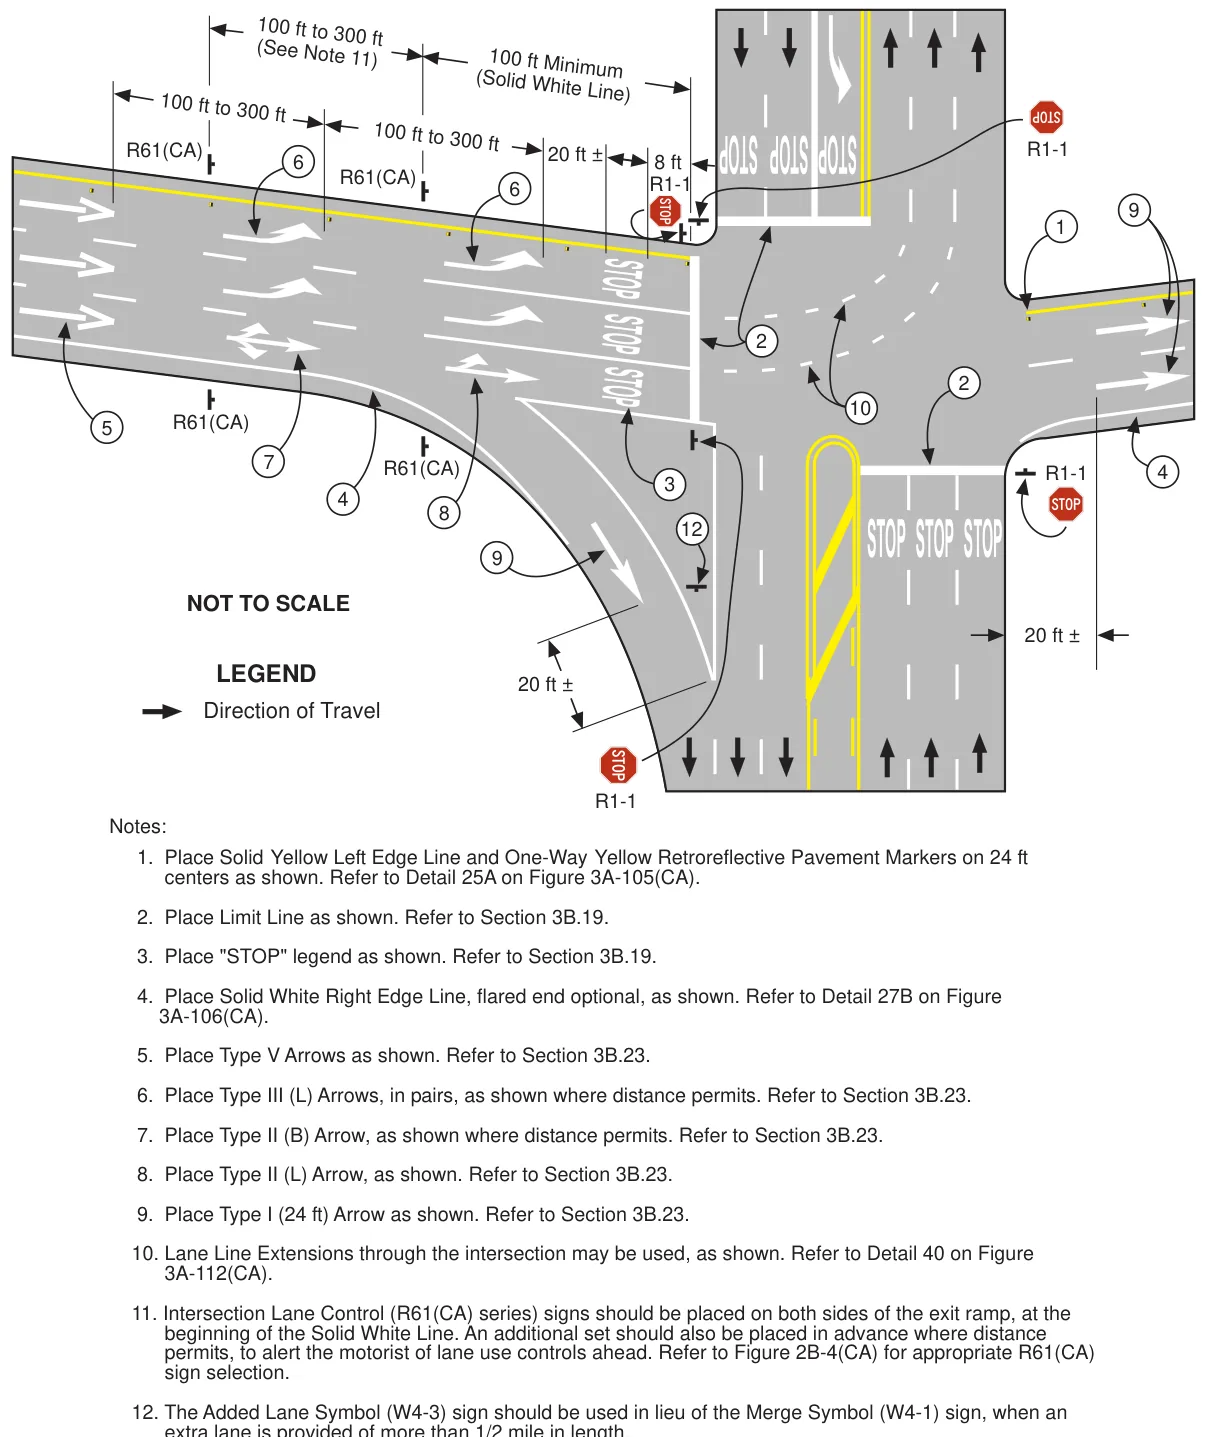 100 ft to 300 ft
(See Note 11)
100 ft Minimum
(Solid White Line)
100 ft to 300 ft
100 ft to 300 ft
20 ft ±
8 ft
R61(CA)
R61(CA)
6
6
R1-1
STOP
STOP
STOP
STOP
STOP
R1-1
1
9
STOP
STOP
STOP
2
10
2
5
7
4
R61(CA)
R61(CA)
8
3
12
9
4
R1-1
STOP
STOP STOP STOP
20 ft ±
NOT TO SCALE
LEGEND
Direction of Travel
20 ft ±
STOP
R1-1
Notes:
1. Place Solid Yellow Left Edge Line and One-Way Yellow Retroreflective Pavement Markers on 24 ft
centers as shown. Refer to Detail 25A on Figure 3A-105(CA).
2. Place Limit Line as shown. Refer to Section 3B.19.
3. Place "STOP" legend as shown. Refer to Section 3B.19.
4. Place Solid White Right Edge Line, flared end optional, as shown. Refer to Detail 27B on Figure
3A-106(CA).
5. Place Type V Arrows as shown. Refer to Section 3B.23.
6. Place Type III (L) Arrows, in pairs, as shown where distance permits. Refer to Section 3B.23.
7. Place Type II (B) Arrow, as shown where distance permits. Refer to Section 3B.23.
8. Place Type II (L) Arrow, as shown. Refer to Section 3B.23.
9. Place Type I (24 ft) Arrow as shown. Refer to Section 3B.23.
10. Lane Line Extensions through the intersection may be used, as shown. Refer to Detail 40 on Figure
3A-112(CA).
11. Intersection Lane Control (R61(CA) series) signs should be placed on both sides of the exit ramp, at the
beginning of the Solid White Line. An additional set should also be placed in advance where distance
permits, to alert the motorist of lane use controls ahead. Refer to Figure 2B-4(CA) for appropriate R61(CA)
sign selection.
12. The Added Lane Symbol (W4-3) sign should be used in lieu of the Merge Symbol (W4-1) sign, when an
extra lane is provided of more than 1/2 mile in length.